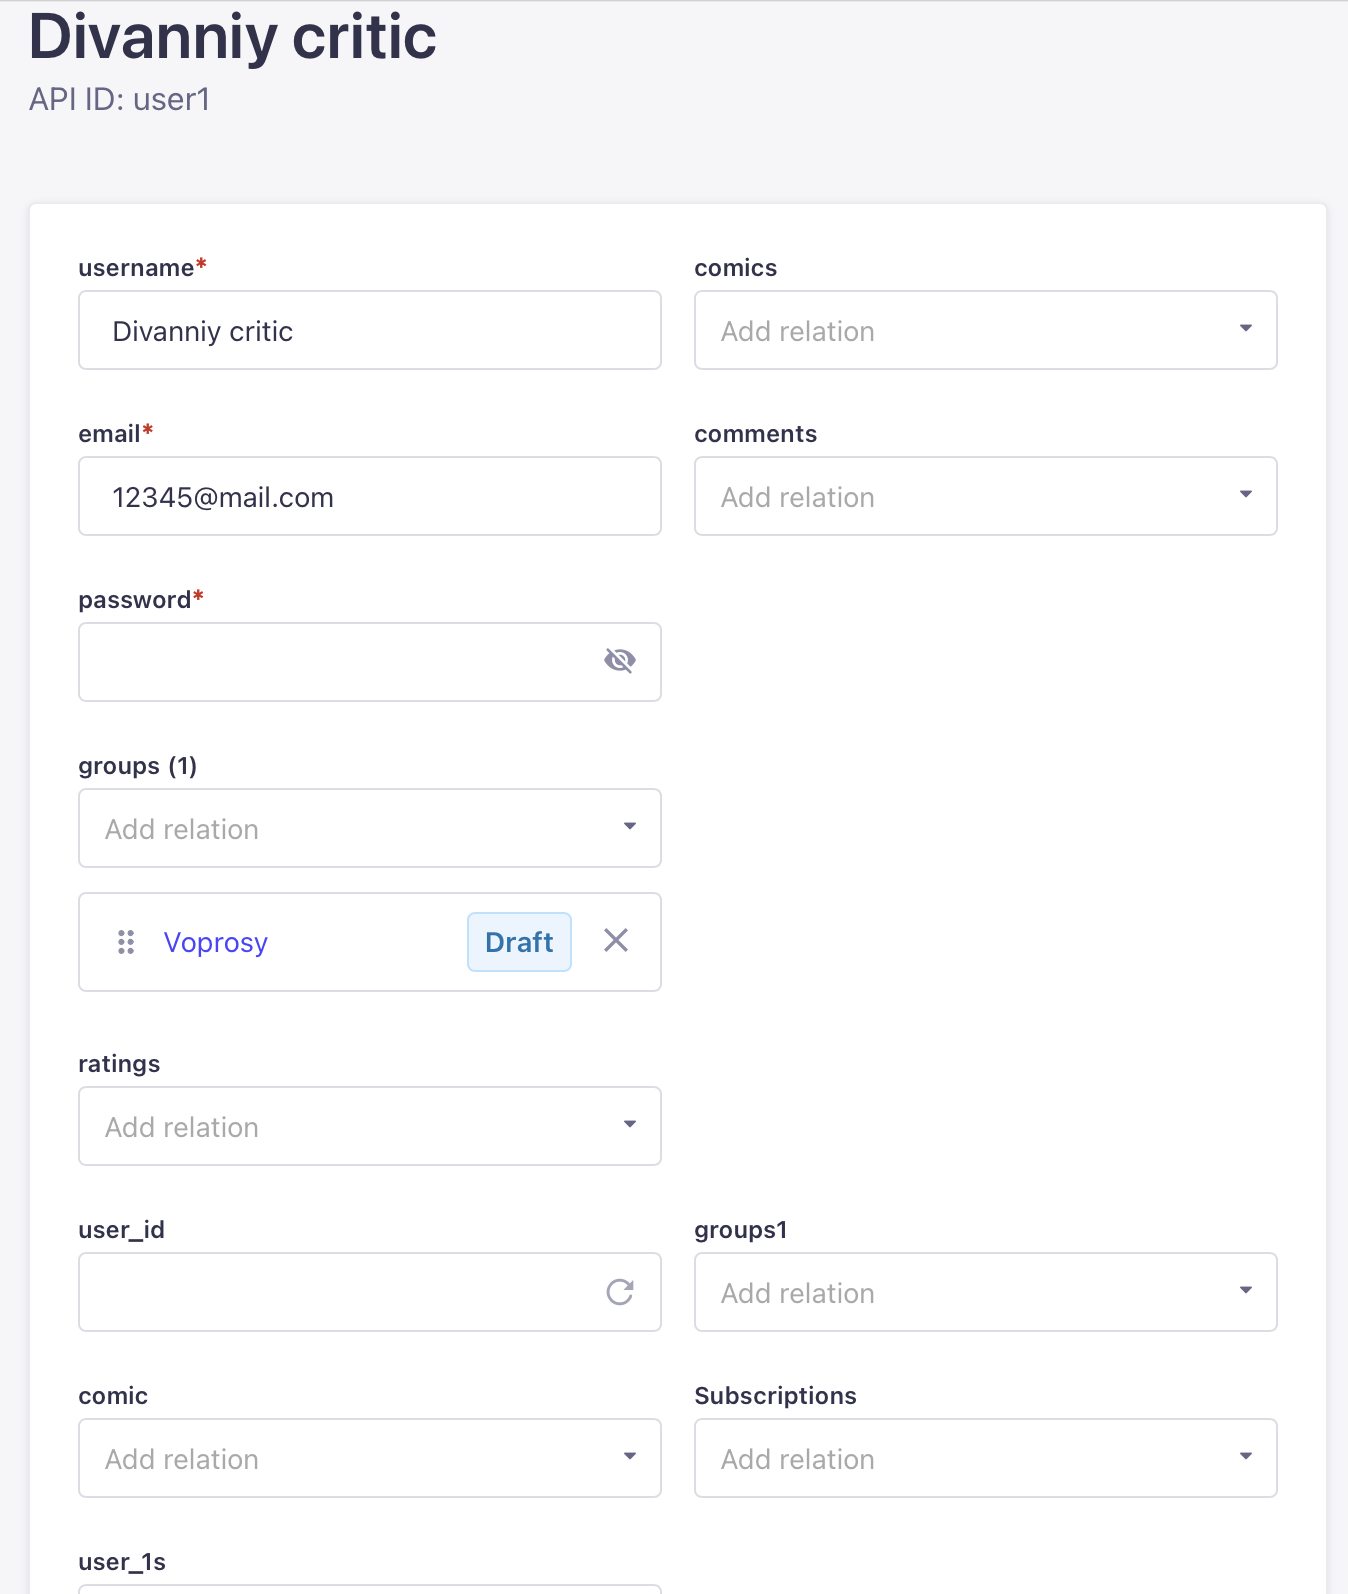 Divanniy critic
API ID: user1
username*
Divanniy critic
comics
Add relation
email*
12345@mail.com
comments
Add relation
password*
groups (1)
Add relation
Voprosy
Draft
ratings
Add relation
user_id
groups1
Add relation
comic
Add relation
Subscriptions
Add relation
user_1s